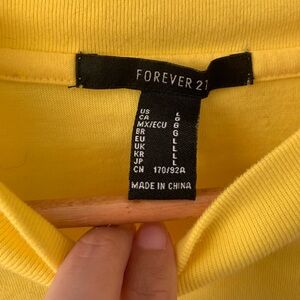 FOREVER 21
US L
CA G
MX/ECU G
BR G
EU L
UK L
KR L
JP L
CN 170/92A
MADE IN CHINA